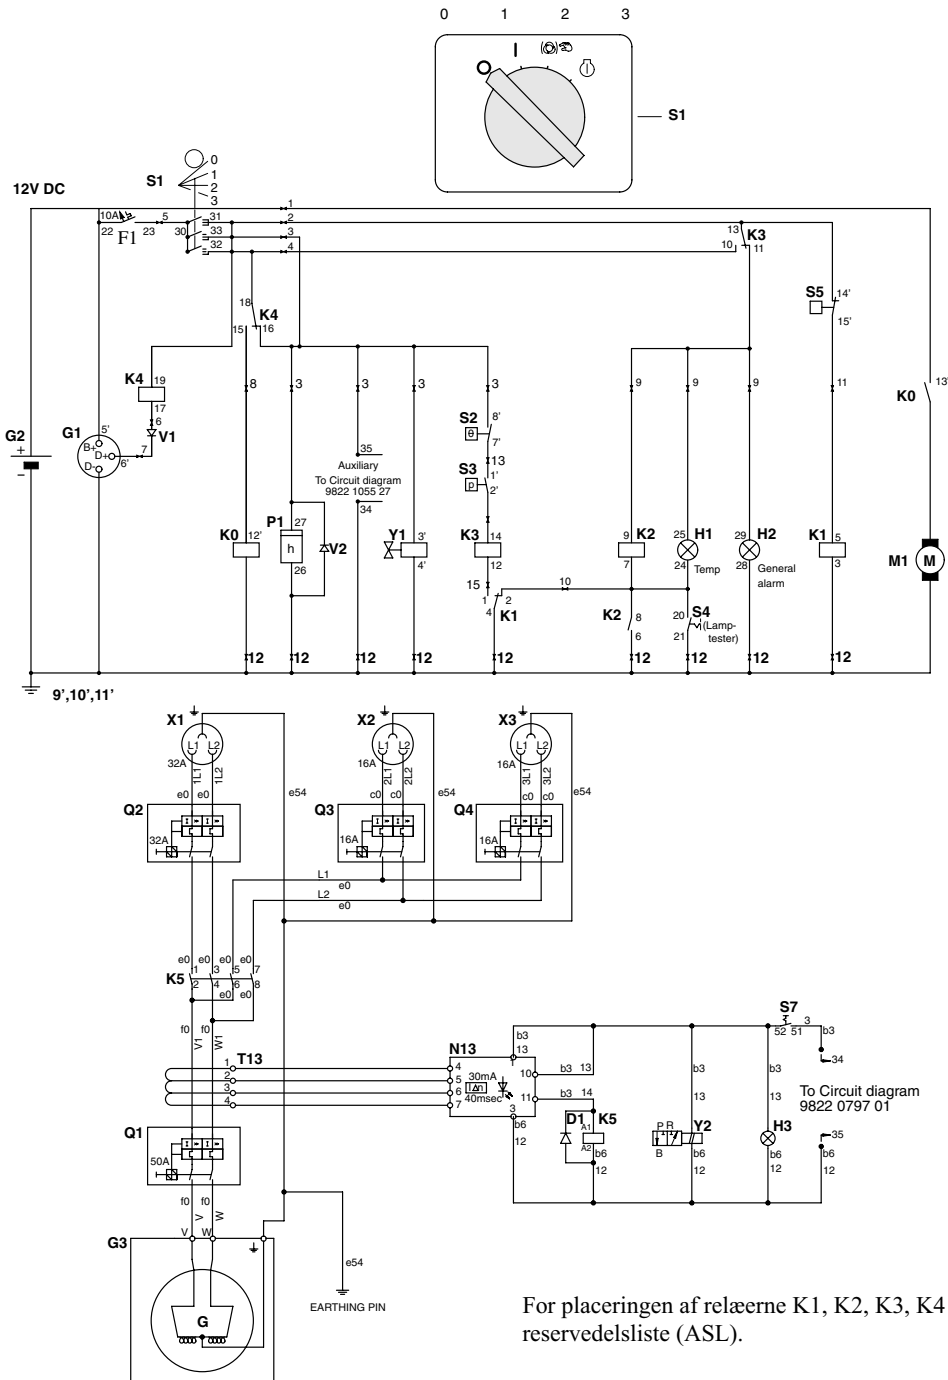 0 1 2 3
S1
S1
0
1
2
3
12V DC
10A
22
F1
23
5
30
31
33
32
1
2
3
4
13
K3
10
11
18
K4
15
16
S5
14'
15'
K4
19
17
6
V1
7
8
3
3
3
3
9
9
9
11
K0
13'
G2
+
−
G1
5'
B+
D+
D-
6'
S2
8'
θ
7'
13
S3
1'
p
2'
35
Auxiliary
To Circuit diagram
9822 1055 27
34
K0
12'
P1
27
h
26
V2
Y1
3'
4'
K3
14
12
15
1
2
4
K1
10
9
K2
7
25
H1
24
Temp
29
H2
28
General
alarm
K1
5
3
M1
M
K2
8
6
20
S4
21
(Lamp-
tester)
12
12
12
12
12
12
12
12
12
9',10',11'
X1
L1
L2
32A
1L1
1L2
e0
e0
X2
L1
L2
16A
2L1
2L2
c0
c0
e54
X3
L1
L2
16A
3L1
3L2
c0
c0
e54
e54
Q2
32A
Q3
16A
Q4
16A
L1
e0
L2
e0
e0
e0
e0
e0
K5
1
3
5
7
2
4
6
8
e0
e0
f0
f0
V1
W1
T13
1
2
3
4
N13
4
5
6
7
30mA
I∆n
40msec
13
10
11
3
b3
13
b3
13
b3
14
b6
12
D1
A1
A2
K5
b6
12
b3
13
P R
B
Y2
b6
12
b3
13
H3
b6
12
S7
52
51
3
b3
34
To Circuit diagram
9822 0797 01
35
b6
12
Q1
50A
f0
f0
V
W
G3
V
W
G
e54
EARTHING PIN
For placeringen af relæerne K1, K2, K3, K4
reservedelsliste (ASL).